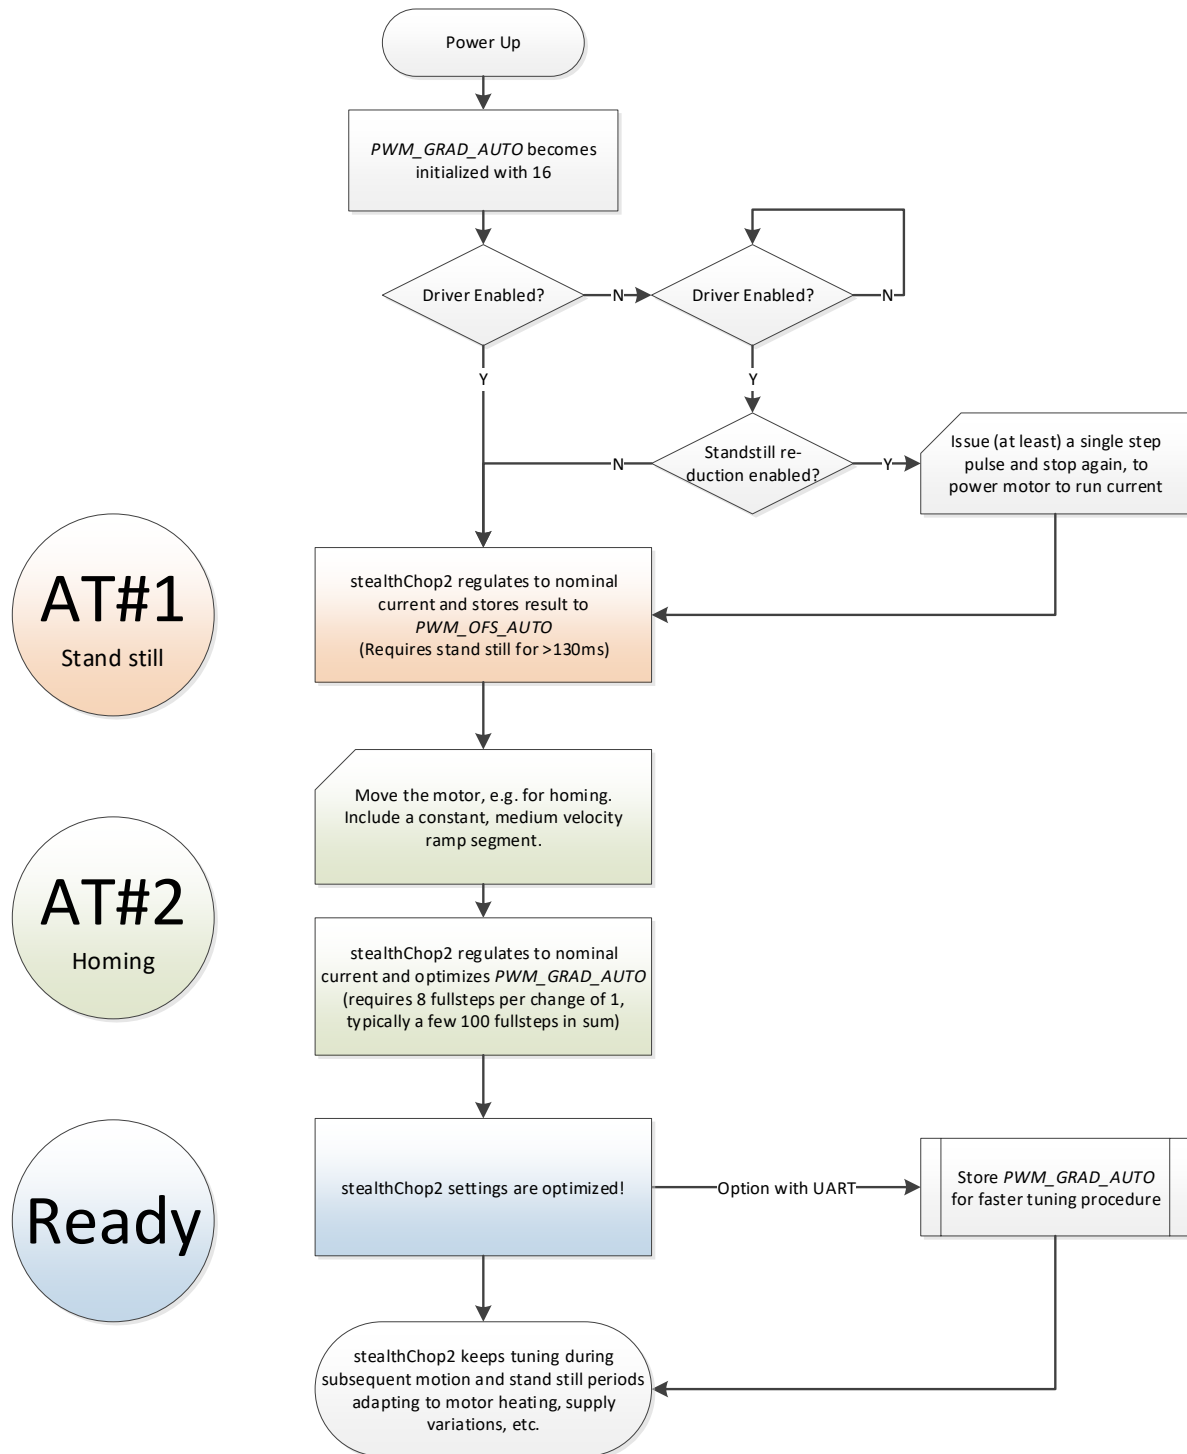 Power Up
PWM_GRAD_AUTO becomes
initialized with 16
Driver Enabled?
N
Driver Enabled?
N
Y
Y
Standstill re-
duction enabled?
N
Y
Issue (at least) a single step
pulse and stop again, to
power motor to run current
AT#1
Stand still
stealthChop2 regulates to nominal
current and stores result to
PWM_OFS_AUTO
(Requires stand still for >130ms)
Move the motor, e.g. for homing.
Include a constant, medium velocity
ramp segment.
AT#2
Homing
stealthChop2 regulates to nominal
current and optimizes PWM_GRAD_AUTO
(requires 8 fullsteps per change of 1,
typically a few 100 fullsteps in sum)
Ready
stealthChop2 settings are optimized!
Option with UART
Store PWM_GRAD_AUTO
for faster tuning procedure
stealthChop2 keeps tuning during
subsequent motion and stand still periods
adapting to motor heating, supply
variations, etc.